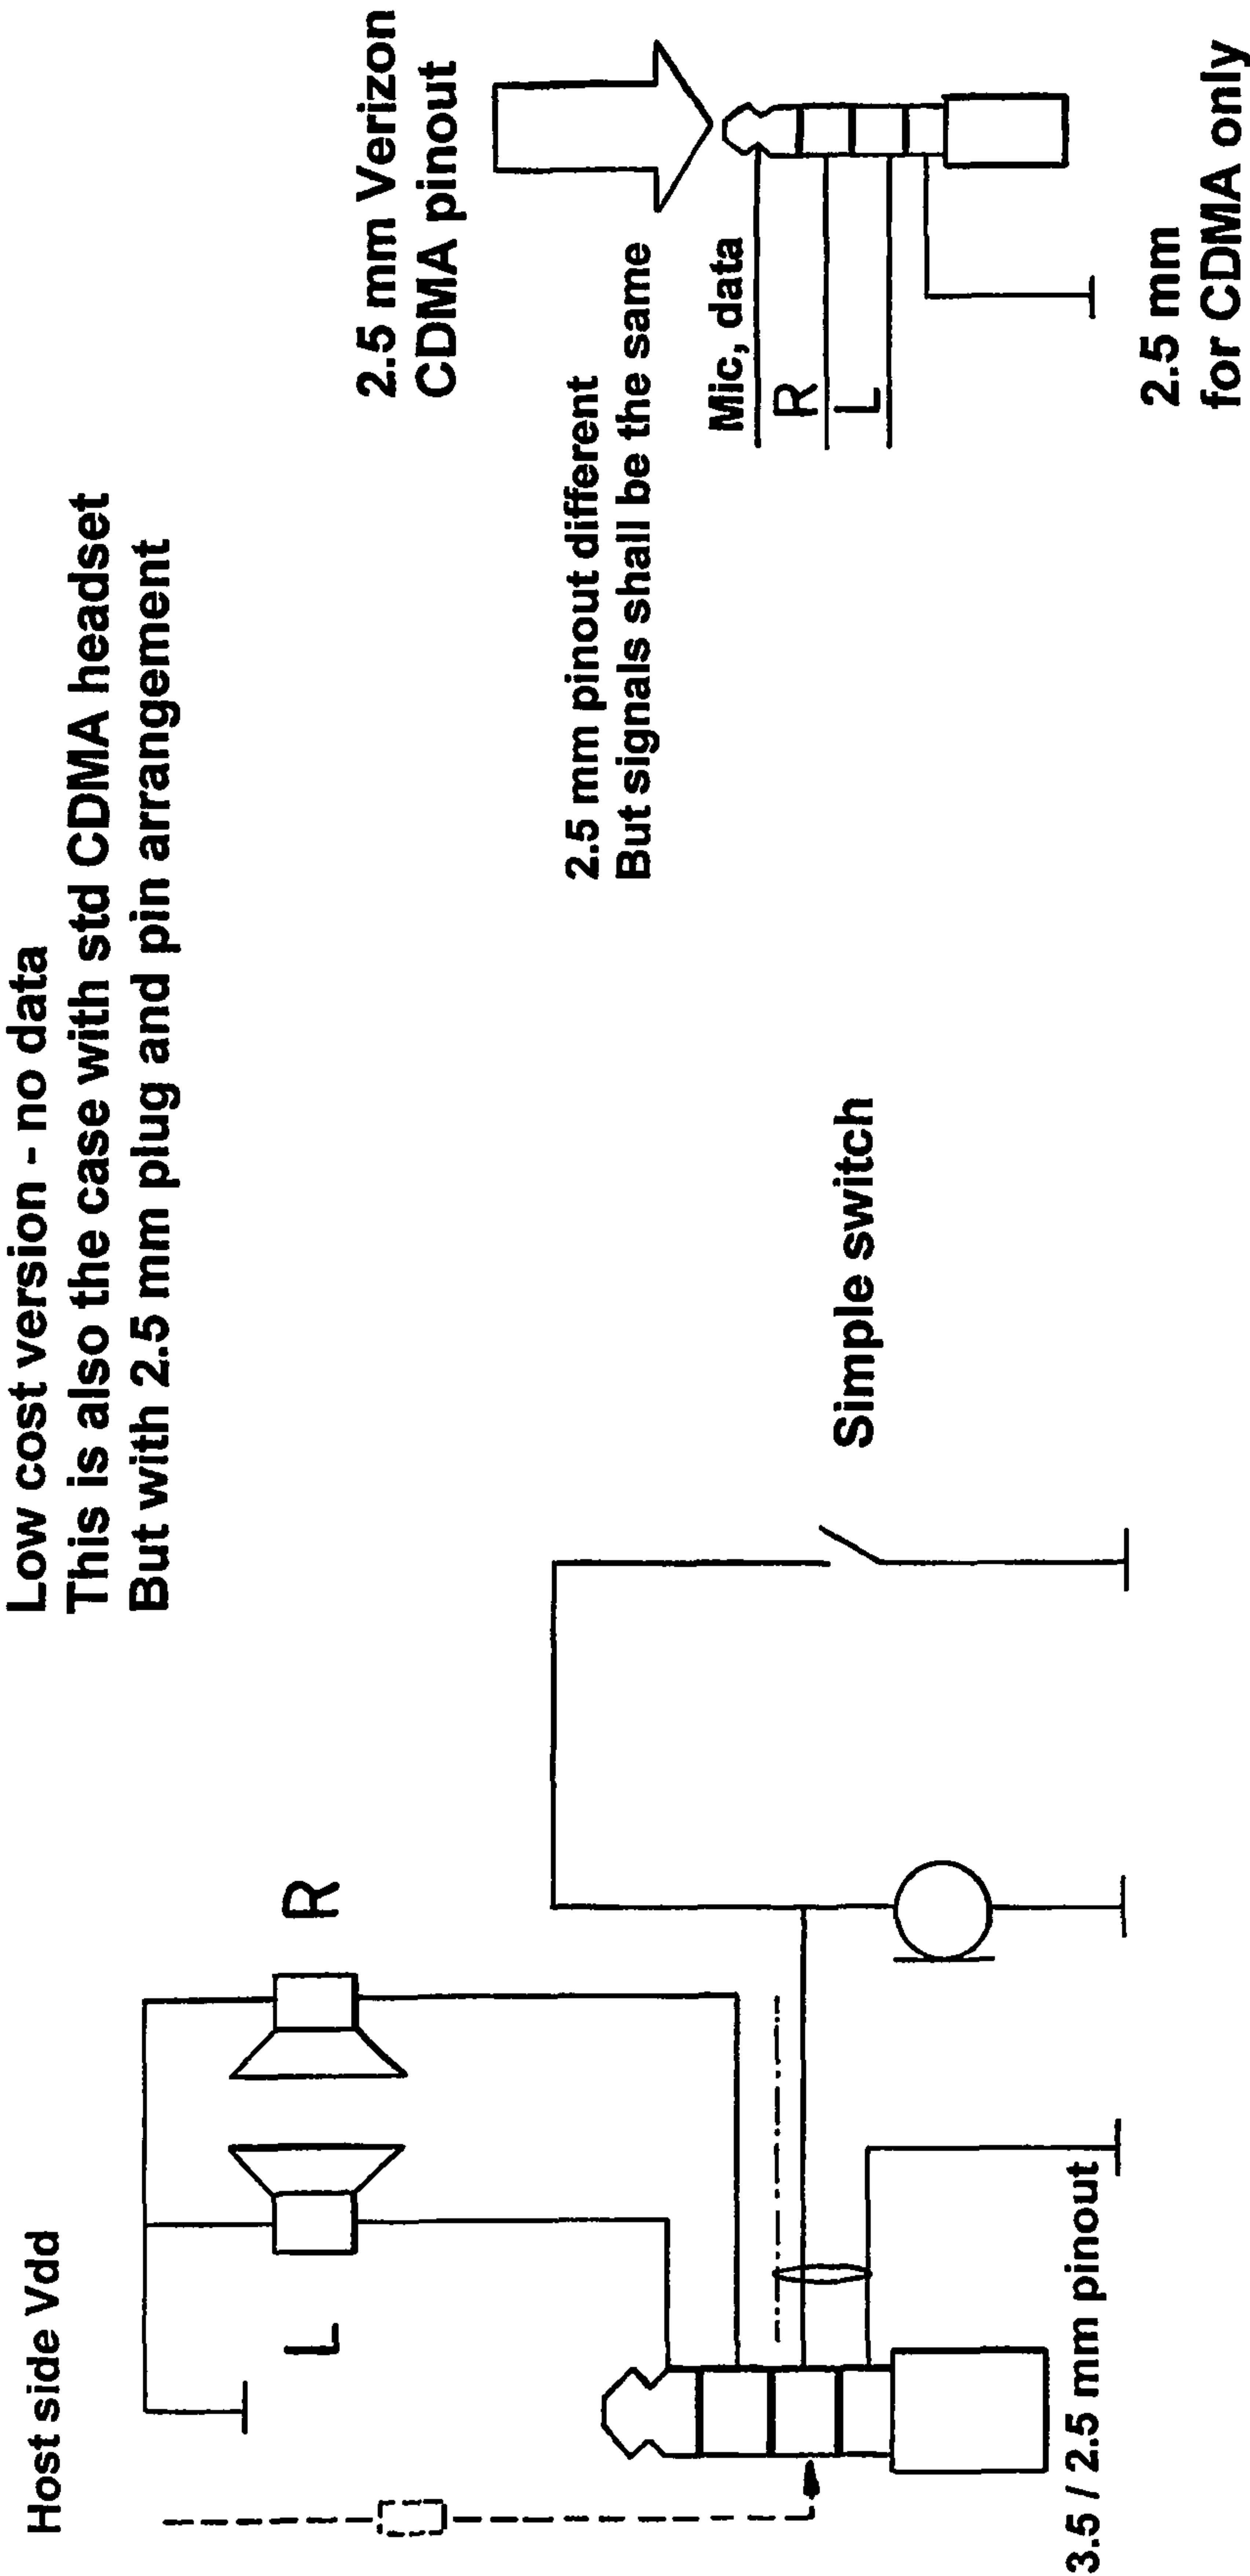 Low cost version - no data
This is also the case with std CDMA headset
But with 2.5 mm plug and pin arrangement
Host side Vdd
L
R
Simple switch
3.5 / 2.5 mm pinout
2.5 mm Verizon
CDMA pinout
2.5 mm pinout different
But signals shall be the same
Mic, data
R
L
2.5 mm
for CDMA only